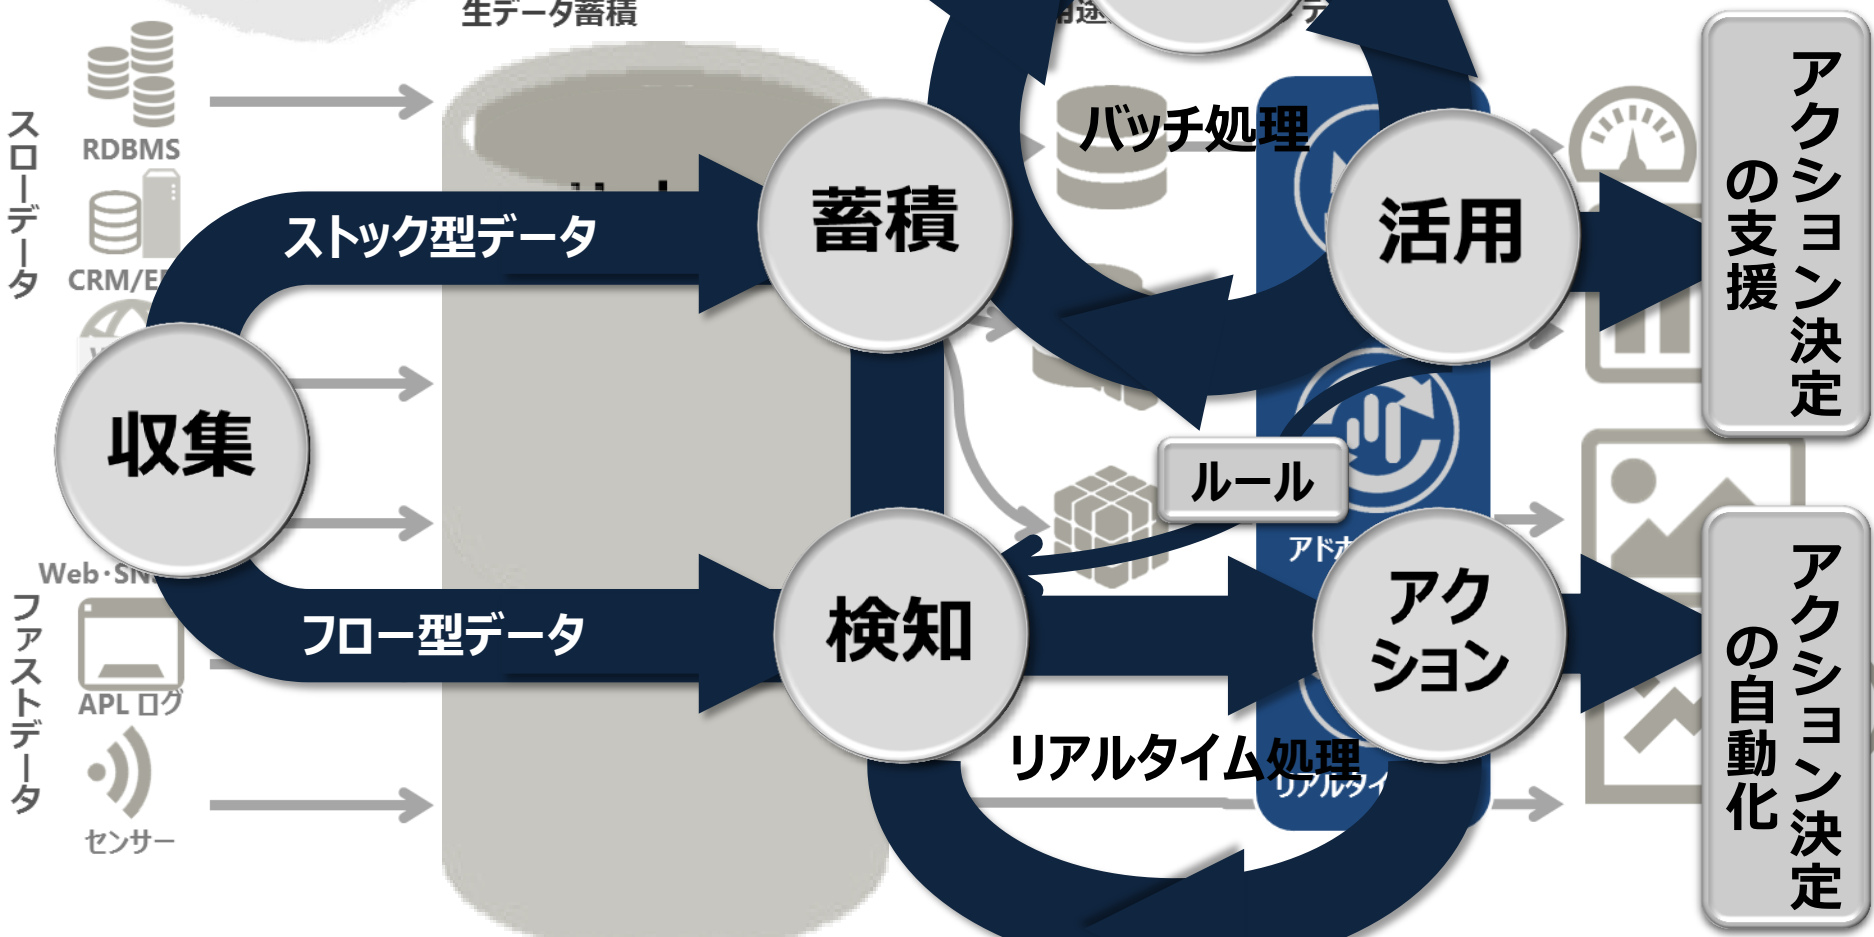 生データ蓄積
スローデータ
RDBMS
CRM/E
バッチ処理
ストック型データ
蓄積
活用
アクション決定
の支援
収集
ルール
アドホ
Web・SN
ファストデータ
フロー型データ
検知
アク
ション
アクション決定
の自動化
APL ログ
リアルタイム処理
リアルタイ
センサー